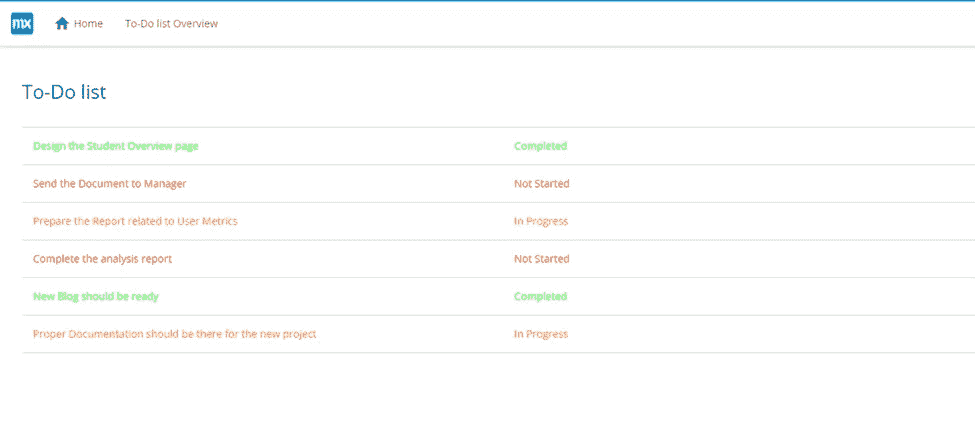 mx Home To-Do list Overview
To-Do list
Design the Student Overview page Completed
Send the Document to Manager Not Started
Prepare the Report related to User Metrics In Progress
Complete the analysis report Not Started
New Blog should be ready Completed
Proper Documentation should be there for the new project In Progress